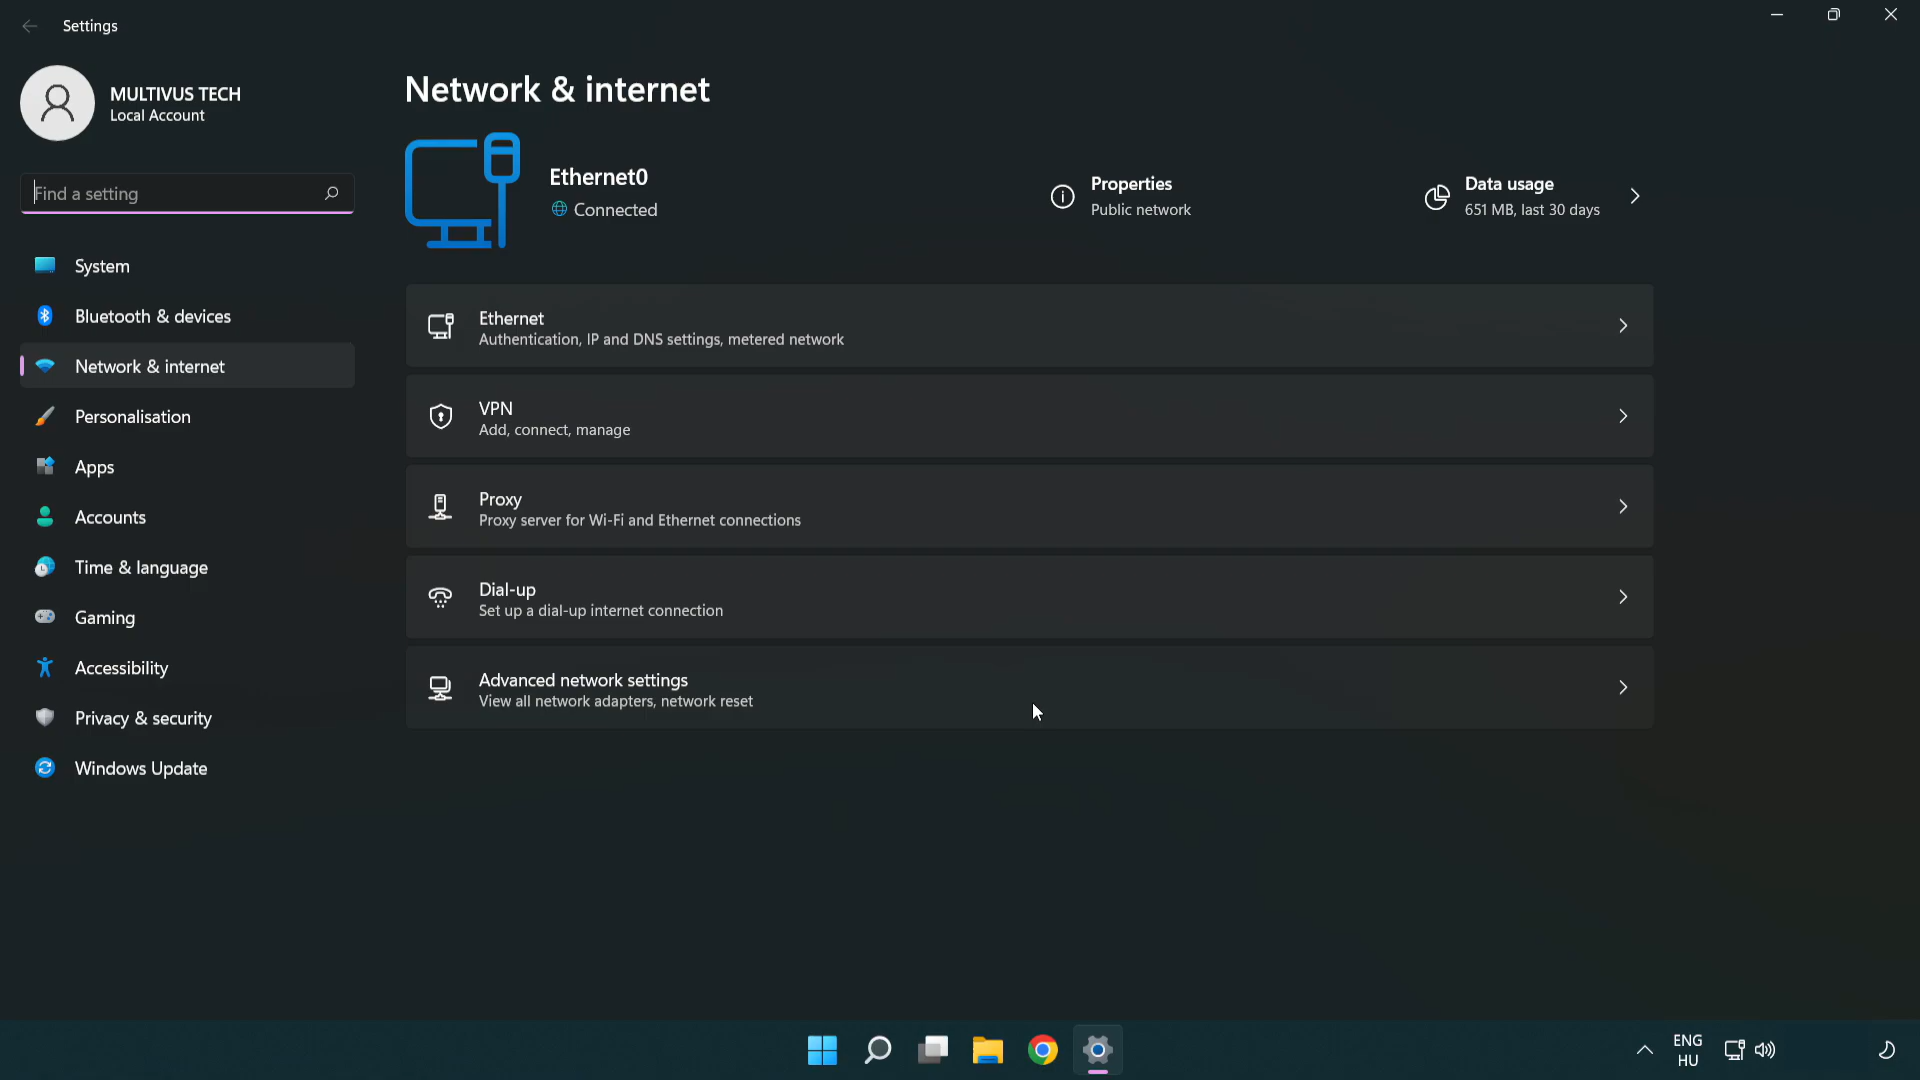 Settings
MULTIVUS TECH
Local Account
Find a setting
System
Bluetooth & devices
Network & internet
Personalisation
Apps
Accounts
Time & language
Gaming
Accessibility
Privacy & security
Windows Update
Network & internet
Ethernet0
Connected
Properties
Public network
Data usage
651 MB, last 30 days
Ethernet
Authentication, IP and DNS settings, metered network
VPN
Add, connect, manage
Proxy
Proxy server for Wi-Fi and Ethernet connections
Dial-up
Set up a dial-up internet connection
Advanced network settings
View all network adapters, network reset
ENG
HU